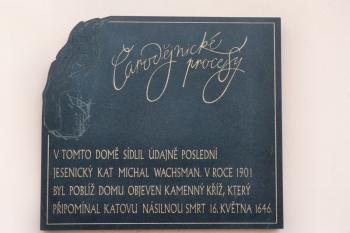 Čarodějnické
procesy
V TOMTO DOMĚ SÍDLIL ÚDAJNĚ POSLEDNÍ
JESENICKÝ KAT MICHAL WACHSMAN. V ROCE 1901
BYL POBLÍŽ DOMU OBJEVEN KAMENNÝ KŘÍŽ, KTERÝ
PŘIPOMÍNAL KATOVU NÁSILNOU SMRT 16. KVĚTNA 1646.